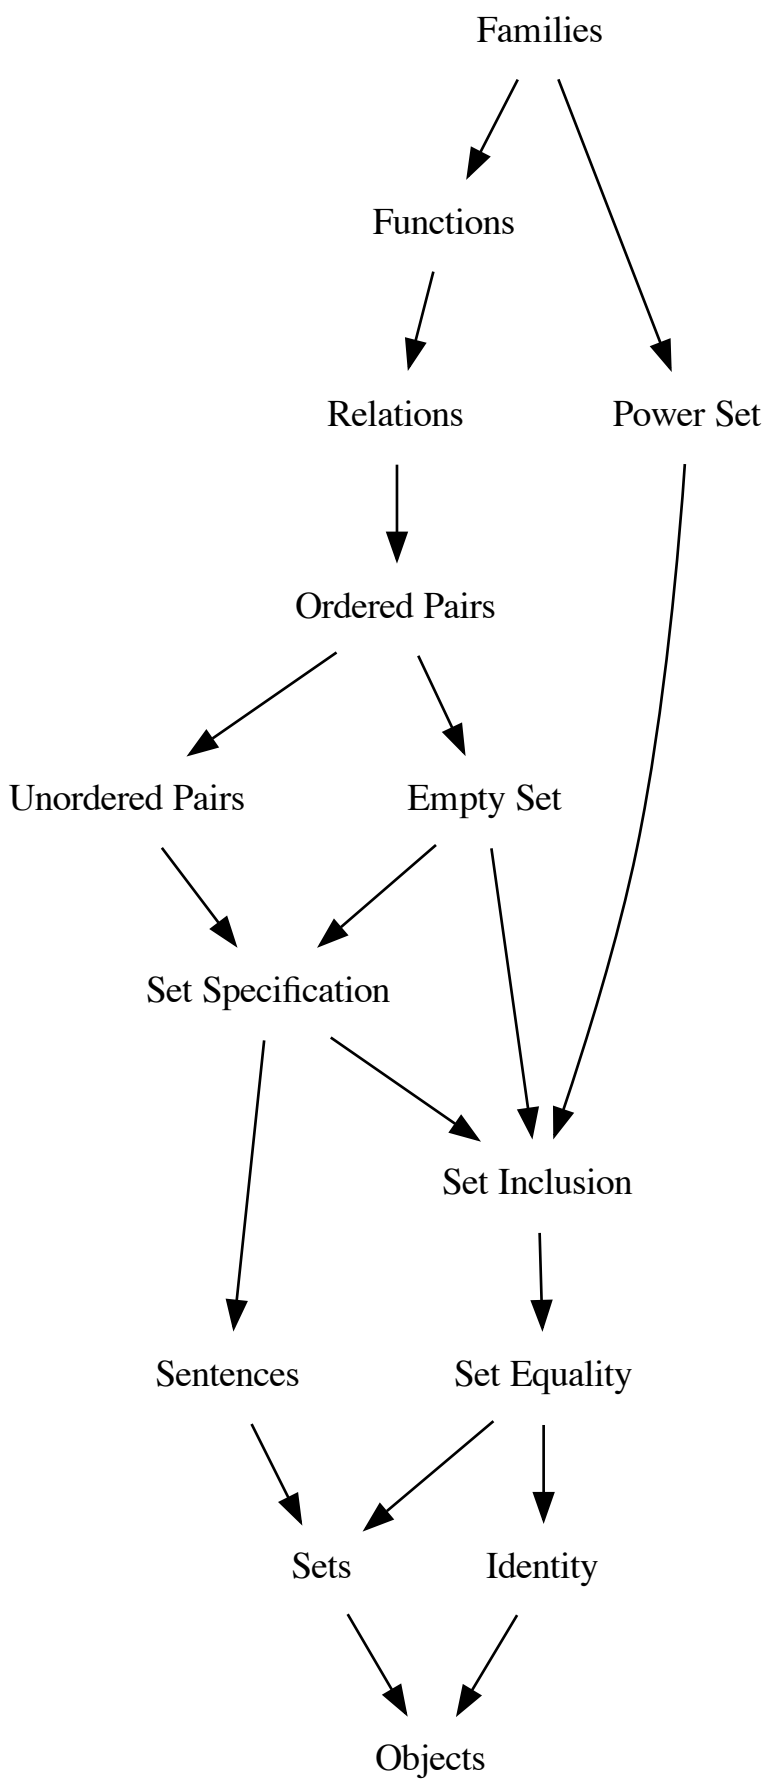 Families
Functions
Relations
Power Set
Ordered Pairs
Unordered Pairs
Empty Set
Set Specification
Set Inclusion
Sentences
Set Equality
Sets
Identity
Objects